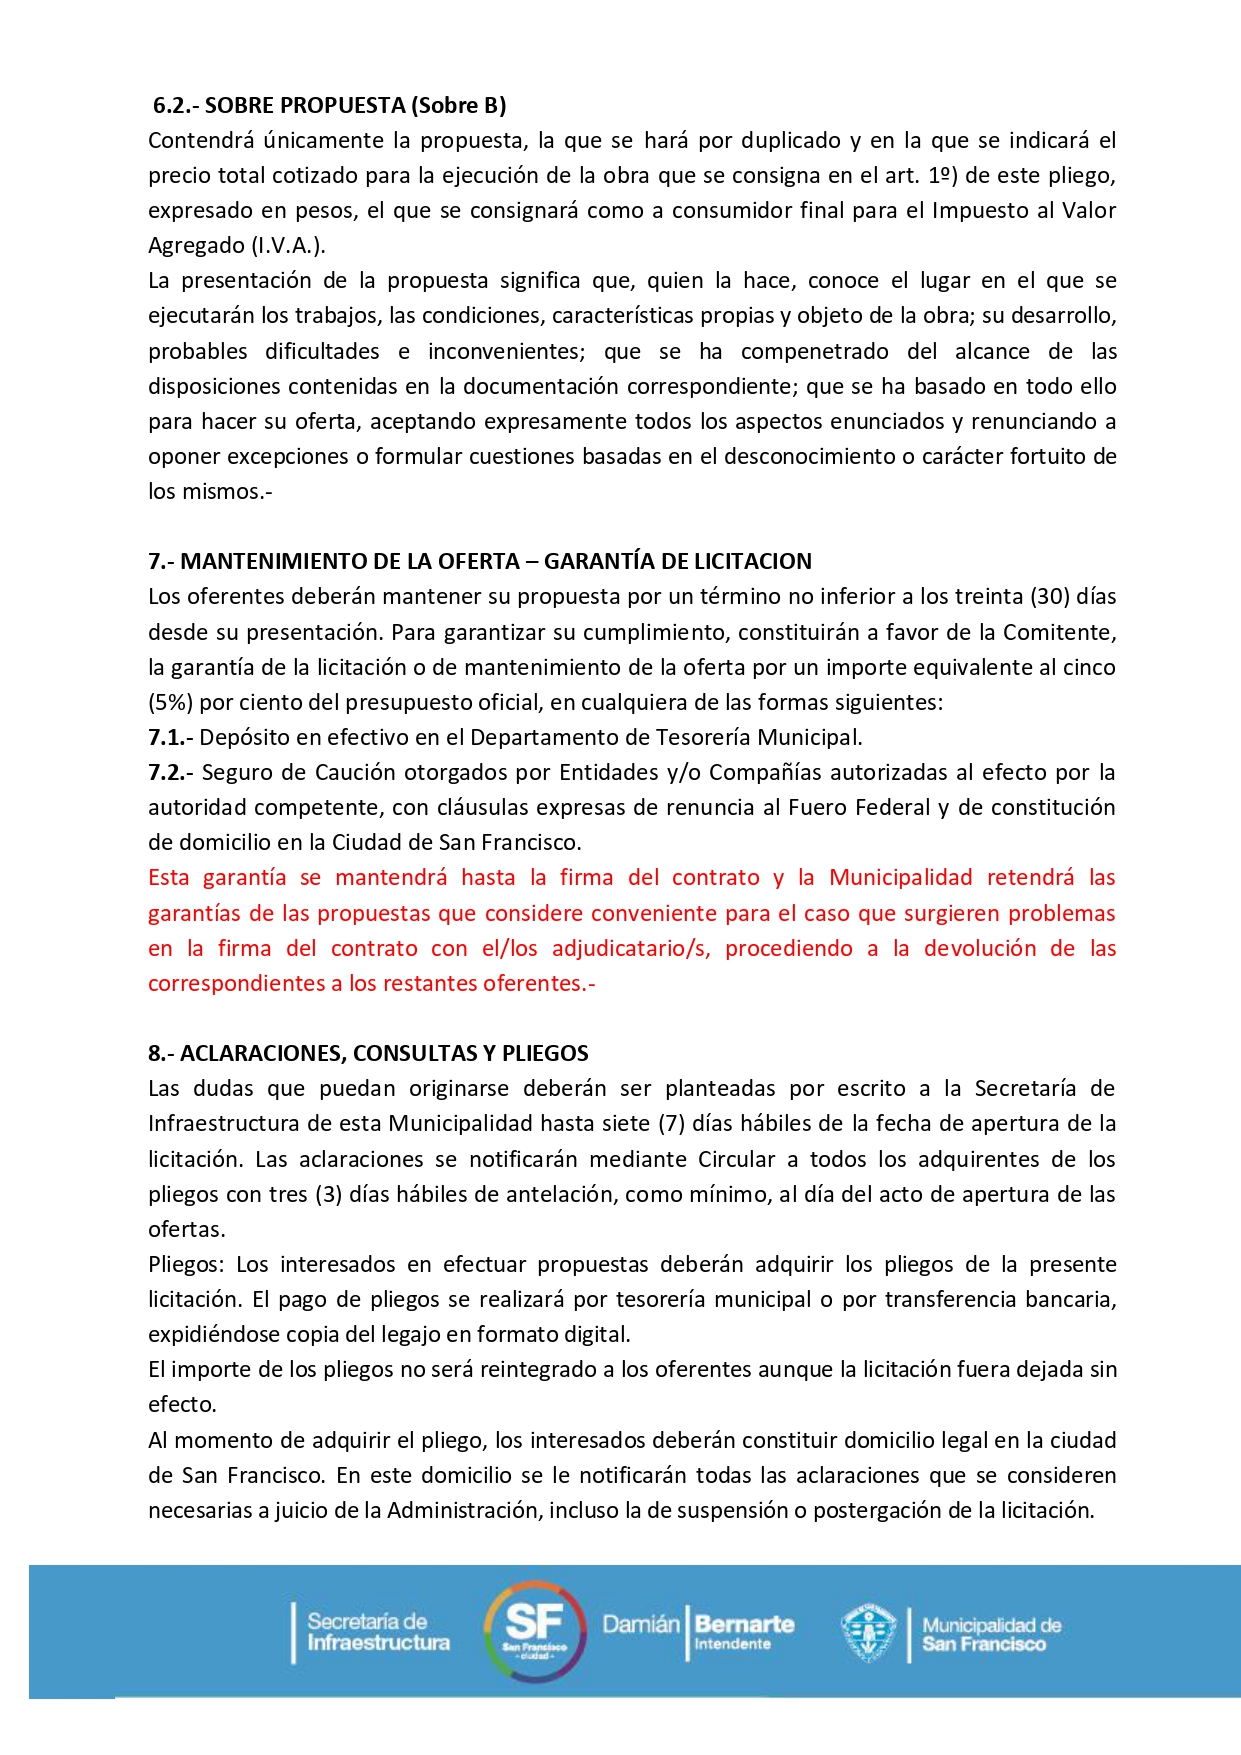 6.2.- SOBRE PROPUESTA (Sobre B)
Contendrá únicamente la propuesta, la que se hará por duplicado y en la que se indicará el
precio total cotizado para la ejecución de la obra que se consigna en el art. 1º) de este pliego,
expresado en pesos, el que se consignará como a consumidor final para el Impuesto al Valor
Agregado (I.V.A.).
La presentación de la propuesta significa que, quien la hace, conoce el lugar en el que se
ejecutarán los trabajos, las condiciones, características propias y objeto de la obra; su desarrollo,
probables dificultades e inconvenientes; que se ha compenetrado del alcance de las
disposiciones contenidas en la documentación correspondiente; que se ha basado en todo ello
para hacer su oferta, aceptando expresamente todos los aspectos enunciados y renunciando a
oponer excepciones o formular cuestiones basadas en el desconocimiento o carácter fortuito de
los mismos.-
7.- MANTENIMIENTO DE LA OFERTA – GARANTÍA DE LICITACION
Los oferentes deberán mantener su propuesta por un término no inferior a los treinta (30) días
desde su presentación. Para garantizar su cumplimiento, constituirán a favor de la Comitente,
la garantía de la licitación o de mantenimiento de la oferta por un importe equivalente al cinco
(5%) por ciento del presupuesto oficial, en cualquiera de las formas siguientes:
7.1.- Depósito en efectivo en el Departamento de Tesorería Municipal.
7.2.- Seguro de Caución otorgados por Entidades y/o Compañías autorizadas al efecto por la
autoridad competente, con cláusulas expresas de renuncia al Fuero Federal y de constitución
de domicilio en la Ciudad de San Francisco.
Esta garantía se mantendrá hasta la firma del contrato y la Municipalidad retendrá las
garantías de las propuestas que considere conveniente para el caso que surgieren problemas
en la firma del contrato con el/los adjudicatario/s, procediendo a la devolución de las
correspondientes a los restantes oferentes.-
8.- ACLARACIONES, CONSULTAS Y PLIEGOS
Las dudas que puedan originarse deberán ser planteadas por escrito a la Secretaría de
Infraestructura de esta Municipalidad hasta siete (7) días hábiles de la fecha de apertura de la
licitación. Las aclaraciones se notificarán mediante Circular a todos los adquirentes de los
pliegos con tres (3) días hábiles de antelación, como mínimo, al día del acto de apertura de las
ofertas.
Pliegos: Los interesados en efectuar propuestas deberán adquirir los pliegos de la presente
licitación. El pago de pliegos se realizará por tesorería municipal o por transferencia bancaria,
expidiéndose copia del legajo en formato digital.
El importe de los pliegos no será reintegrado a los oferentes aunque la licitación fuera dejada sin
efecto.
Al momento de adquirir el pliego, los interesados deberán constituir domicilio legal en la ciudad
de San Francisco. En este domicilio se le notificarán todas las aclaraciones que se consideren
necesarias a juicio de la Administración, incluso la de suspensión o postergación de la licitación.
Secretaría de
Infraestructura
SF
San Francisco
- ciudad -
Damián Bernarte
Intendente
Municipalidad de
San Francisco